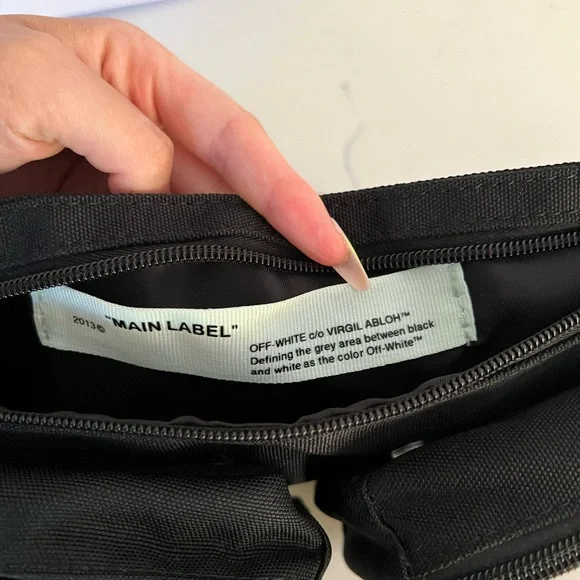 2013© "MAIN LABEL"
OFF-WHITE c/o VIRGIL ABLOH™
Defining the grey area between black
and white as the color Off-White™